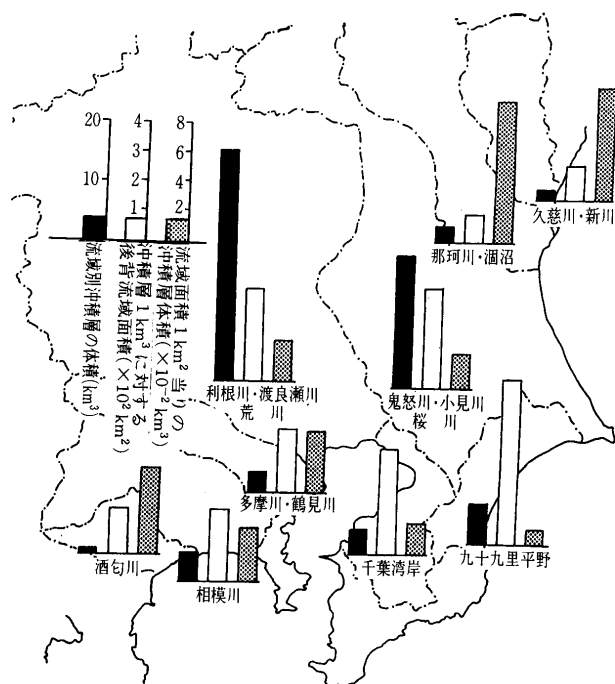 20
10
4
3
2
1
8
6
4
2
流域面積1km²当りの
沖積層体積(×10⁻²km³)
沖積層1km³に対する
後背流域面積(×10²km²)
流域別沖積層の体積(km³)
久慈川・新川
那珂川・涸沼
利根川・渡良瀬川
荒 川
鬼怒川・小見川
桜 川
多摩川・鶴見川
酒匂川
相模川
千葉湾岸
九十九里平野